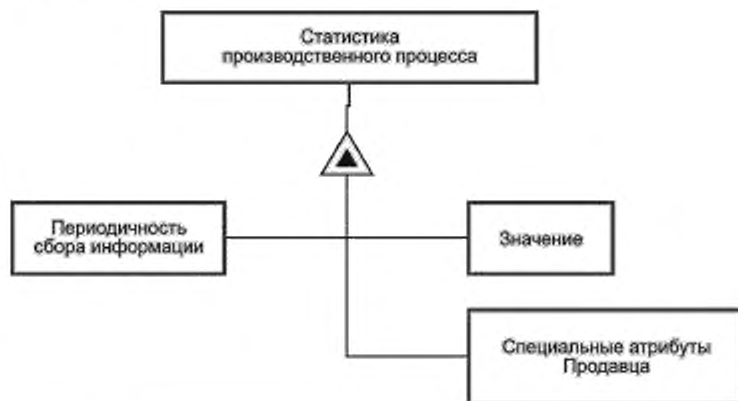 Статистика
производственного процесса
Периодичность
сбора информации
Значение
Специальные атрибуты
Продавца